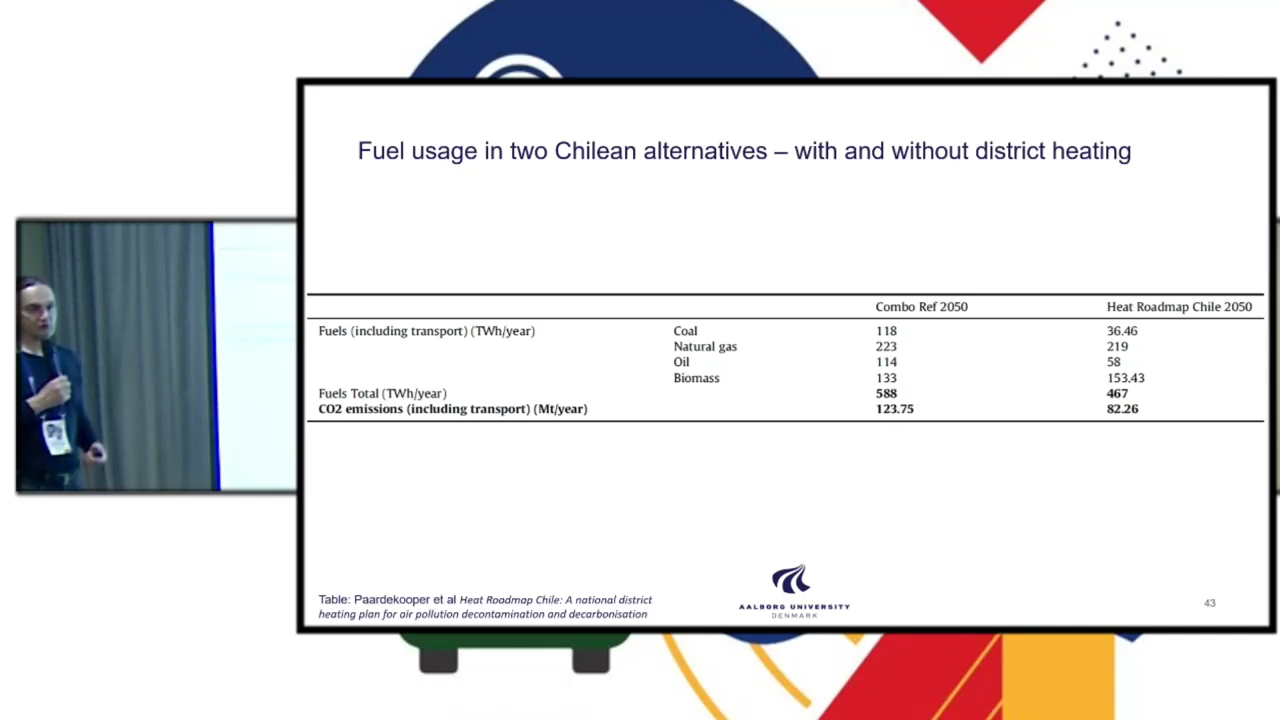 Fuel usage in two Chilean alternatives – with and without district heating
Combo Ref 2050 Heat Roadmap Chile 2050
Fuels (including transport) (TWh/year) Coal 118 36.46
Natural gas 223 219
Oil 114 58
Biomass 133 153.43
Fuels Total (TWh/year) 588 467
CO2 emissions (including transport) (Mt/year) 123.75 82.26
Table: Paardekooper et al Heat Roadmap Chile: A national district
heating plan for air pollution decontamination and decarbonisation
AALBORG UNIVERSITY
DENMARK
43